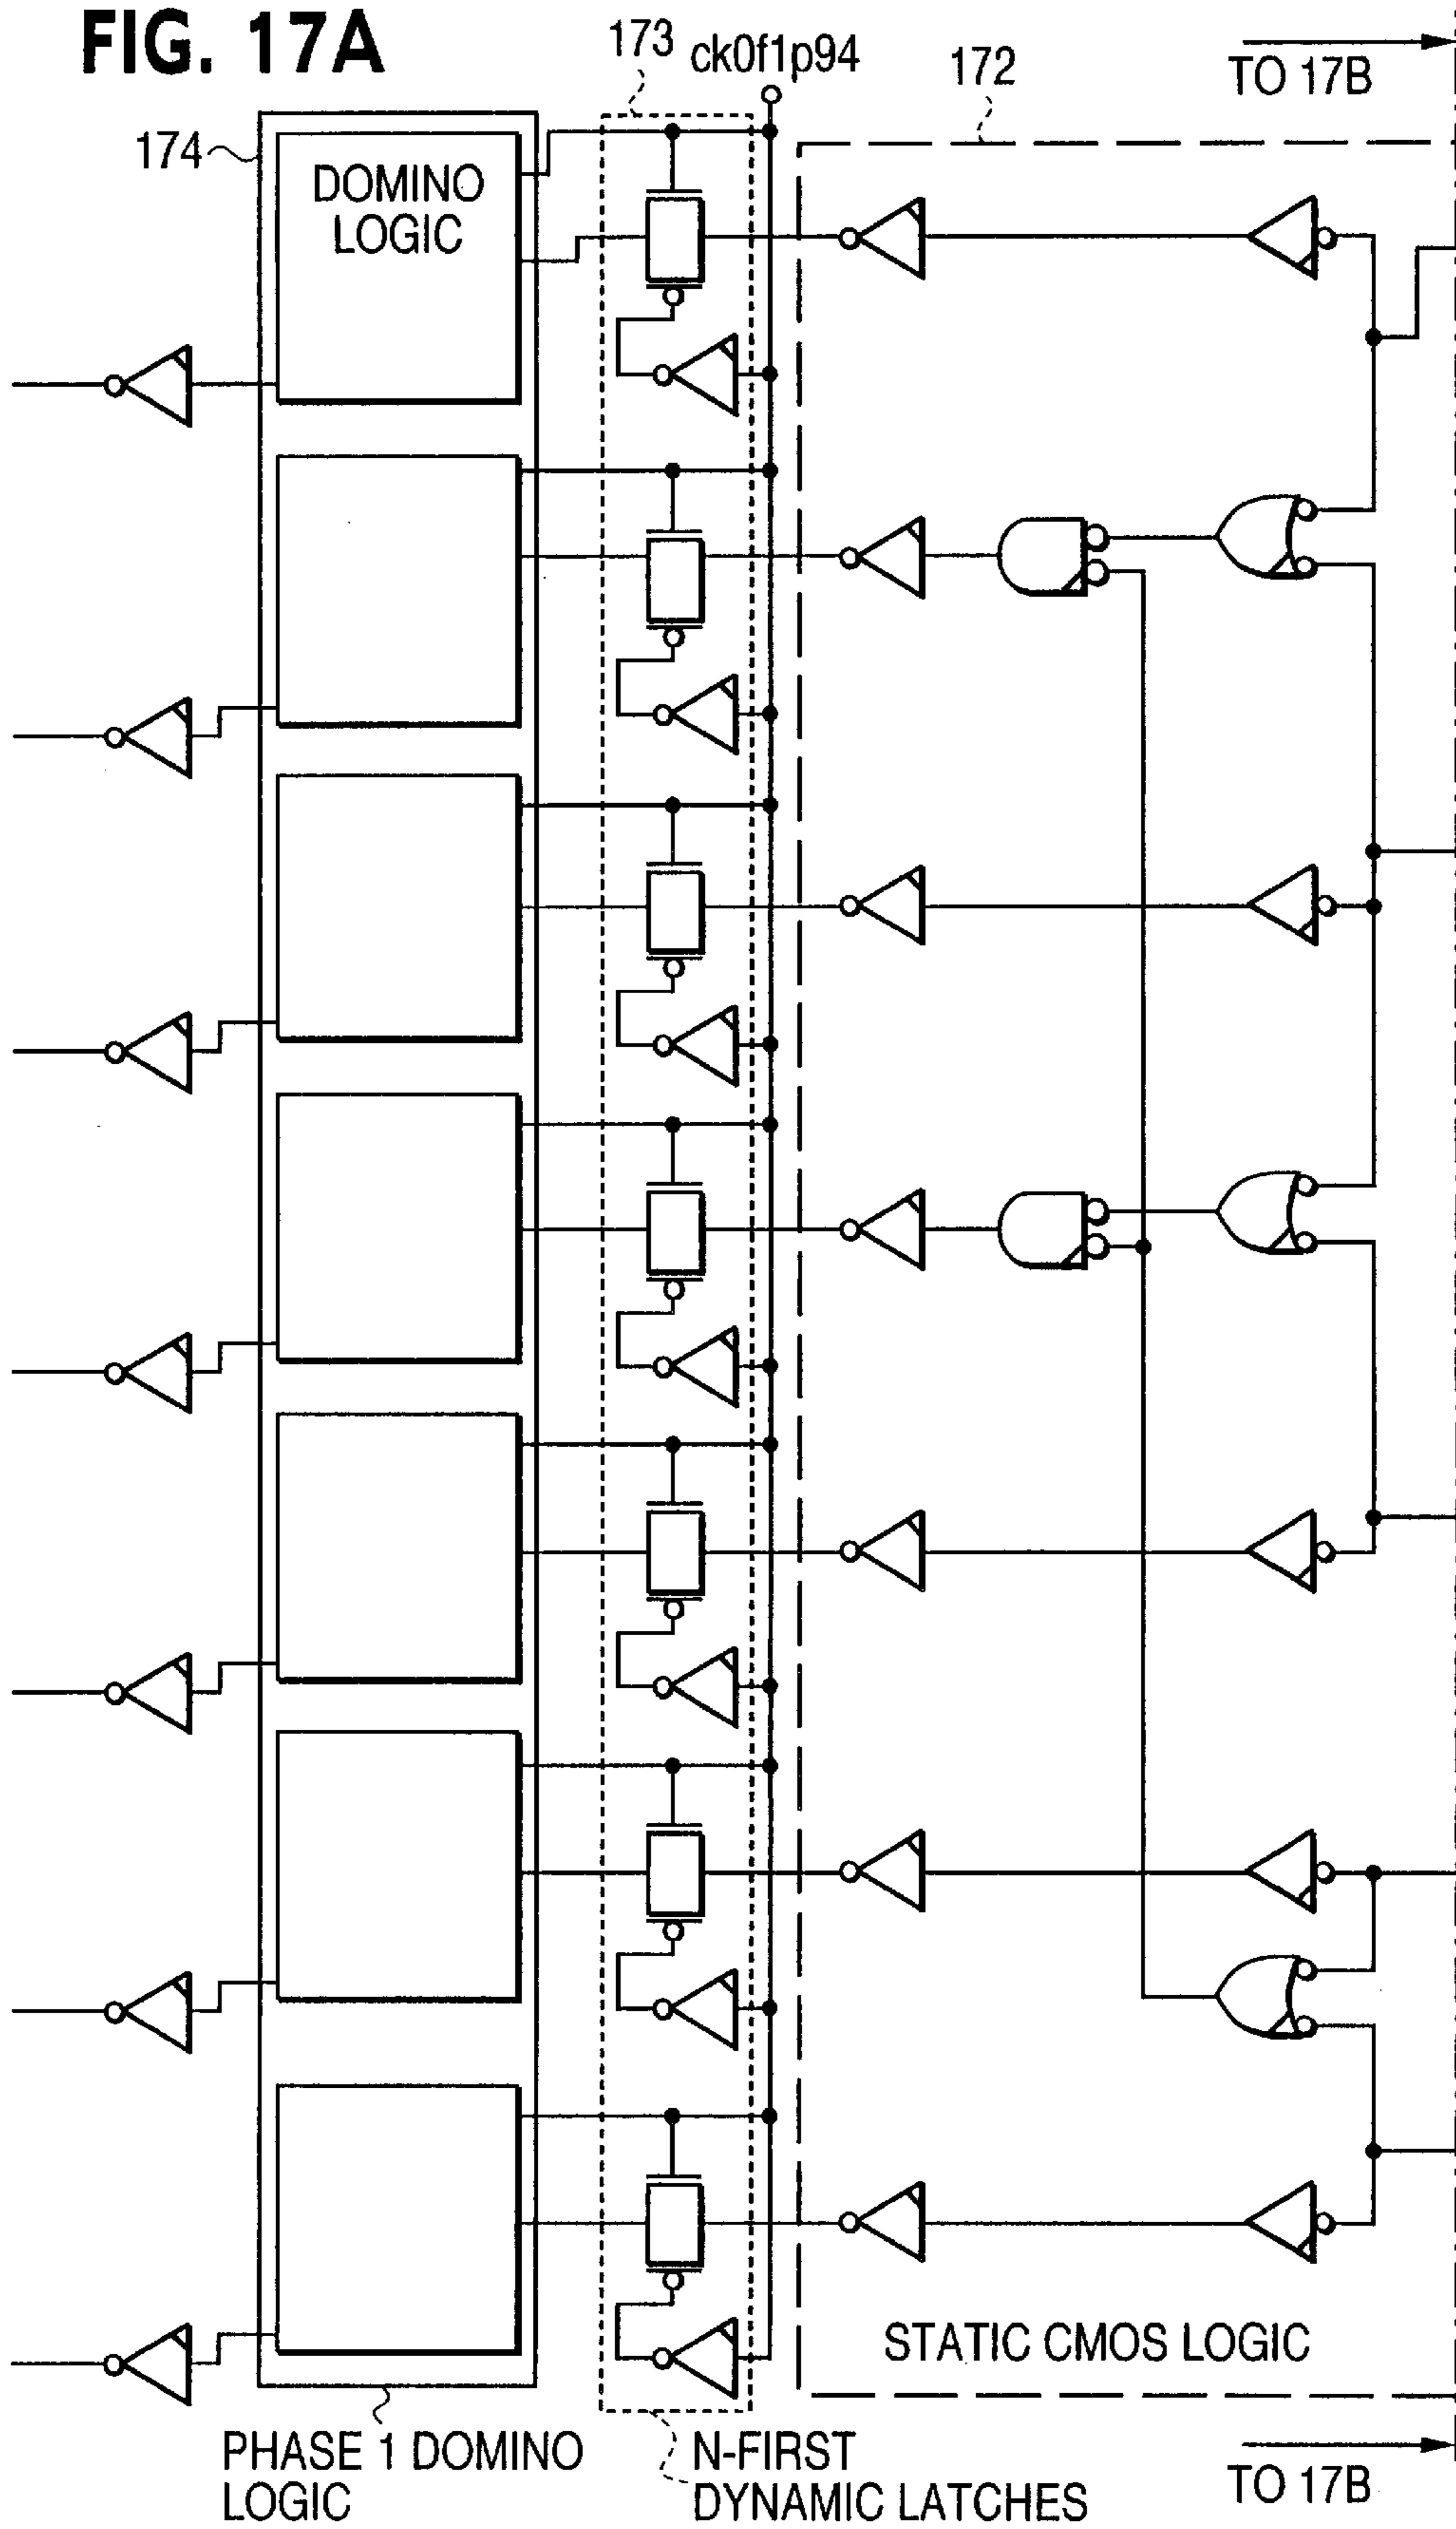 FIG. 17A
173
ck0f1p94
172
TO 17B
174
DOMINO
LOGIC
STATIC CMOS LOGIC
PHASE 1 DOMINO
LOGIC
N-FIRST
DYNAMIC LATCHES
TO 17B